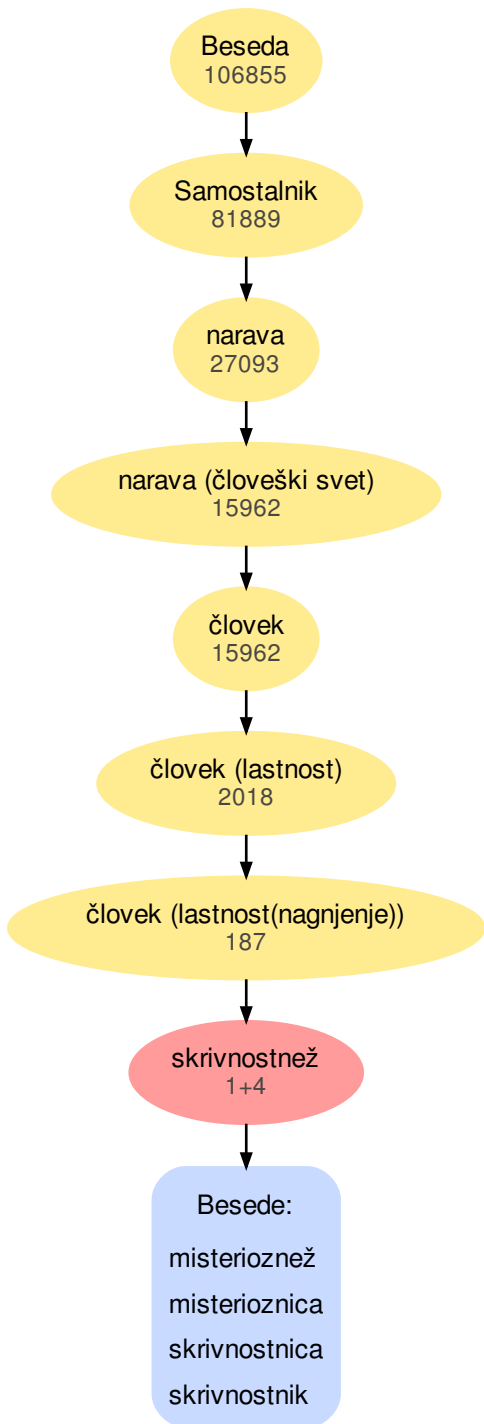 Beseda
106855
Samostalnik
81889
narava
27093
narava (človeški svet)
15962
človek
15962
človek (lastnost)
2018
človek (lastnost(nagnjenje))
187
skrivnostnež
1+4
Besede:
misterioznež
misterioznica
skrivnostnica
skrivnostnik